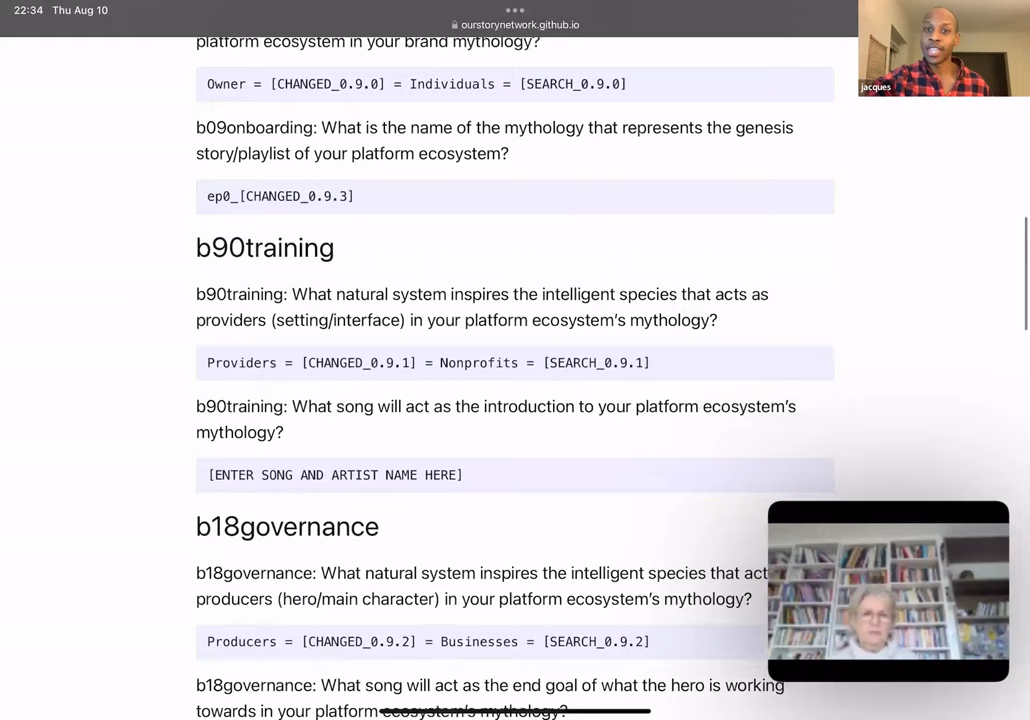 22:34 Thu Aug 10
ourstorynetwork.github.io
jacques
platform ecosystem in your brand mythology?
Owner = [CHANGED_0.9.0] = Individuals = [SEARCH_0.9.0]
b09onboarding: What is the name of the mythology that represents the genesis
story/playlist of your platform ecosystem?
ep0_[CHANGED_0.9.3]
b90training
b90training: What natural system inspires the intelligent species that acts as
providers (setting/interface) in your platform ecosystem's mythology?
Providers = [CHANGED_0.9.1] = Nonprofits = [SEARCH_0.9.1]
b90training: What song will act as the introduction to your platform ecosystem's
mythology?
[ENTER SONG AND ARTIST NAME HERE]
b18governance
b18governance: What natural system inspires the intelligent species that act
producers (hero/main character) in your platform ecosystem's mythology?
Producers = [CHANGED_0.9.2] = Businesses = [SEARCH_0.9.2]
b18governance: What song will act as the end goal of what the hero is working
towards in your platform ecosystem's mythology?